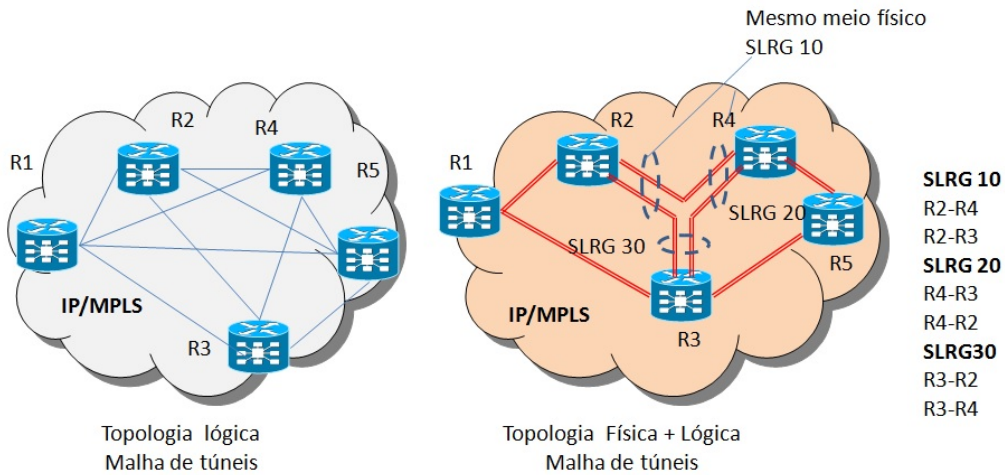 R1
R2
R4
R5
IP/MPLS
R3
Topologia lógica
Malha de túneis
Mesmo meio físico
SLRG 10
R2
R4
R1
SLRG 20
SLRG 30
R5
IP/MPLS
R3
Topologia Física + Lógica
Malha de túneis
SLRG 10
R2-R4
R2-R3
SLRG 20
R4-R3
R4-R2
SLRG30
R3-R2
R3-R4